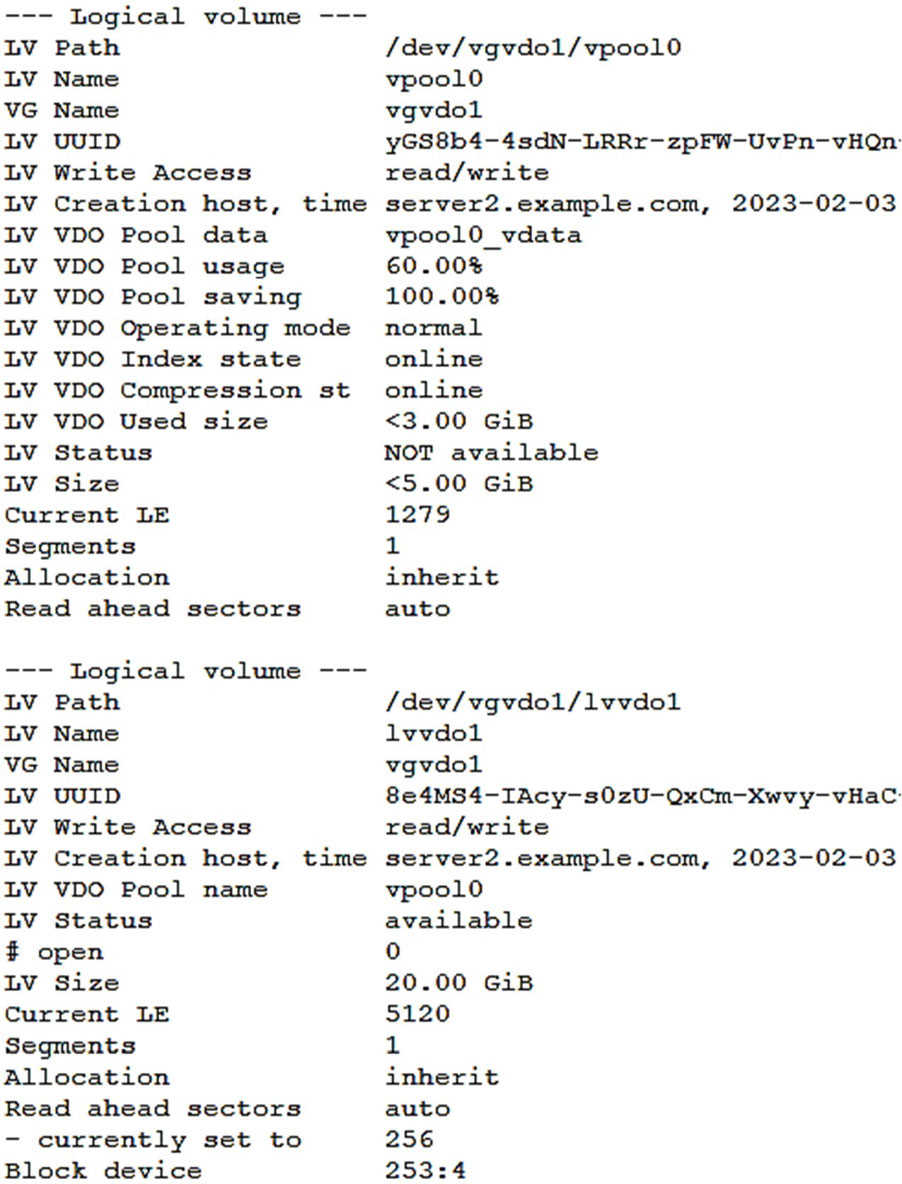 --- Logical volume ---
LV Path /dev/vgvdo1/vpool0
LV Name vpool0
VG Name vgvdo1
LV UUID yGS8b4-4sdN-LRRr-zpFW-UvPn-vHQn-
LV Write Access read/write
LV Creation host, time server2.example.com, 2023-02-03
LV VDO Pool data vpool0_vdata
LV VDO Pool usage 60.00%
LV VDO Pool saving 100.00%
LV VDO Operating mode normal
LV VDO Index state online
LV VDO Compression st online
LV VDO Used size <3.00 GiB
LV Status NOT available
LV Size <5.00 GiB
Current LE 1279
Segments 1
Allocation inherit
Read ahead sectors auto
--- Logical volume ---
LV Path /dev/vgvdo1/lvvdo1
LV Name lvvdo1
VG Name vgvdo1
LV UUID 8e4MS4-IAcy-s0zU-QxCm-Xwvy-vHaC-
LV Write Access read/write
LV Creation host, time server2.example.com, 2023-02-03
LV VDO Pool name vpool0
LV Status available
# open 0
LV Size 20.00 GiB
Current LE 5120
Segments 1
Allocation inherit
Read ahead sectors auto
- currently set to 256
Block device 253:4